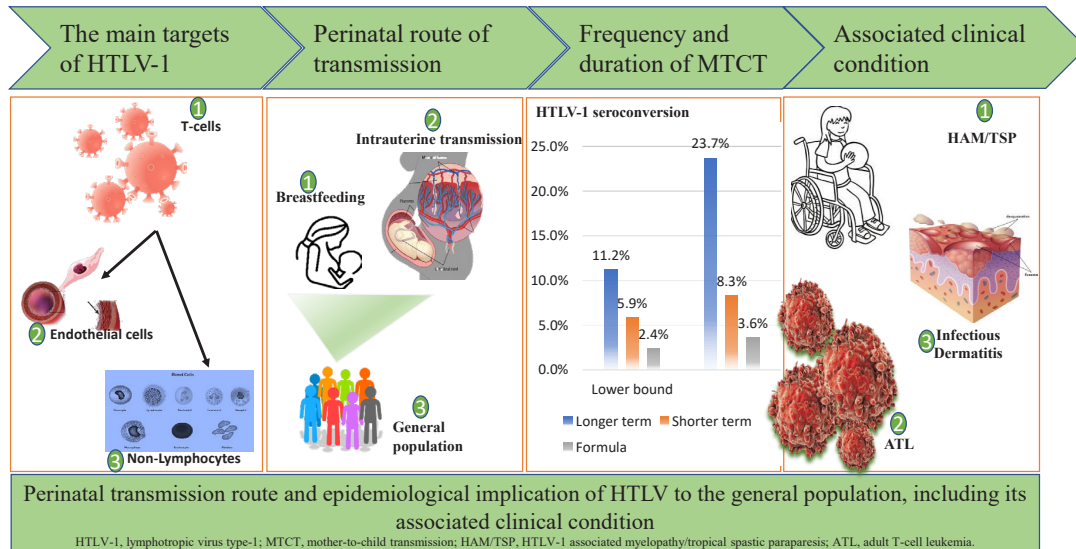 The main targets
of HTLV-1
Perinatal route of
transmission
Frequency and
duration of MTCT
Associated clinical
condition
1
T-cells
2
Endothelial cells
3
Non-Lymphocytes
2
Intrauterine transmission
1
Breastfeeding
3
General
population
HTLV-1 seroconversion
25.0%
20.0%
15.0%
10.0%
5.0%
0.0%
11.2%
5.9%
2.4%
23.7%
8.3%
3.6%
Lower bound
Longer term
Shorter term
Formula
1
HAM/TSP
3
Infectious
Dermatitis
2
ATL
Perinatal transmission route and epidemiological implication of HTLV to the general population, including its
associated clinical condition
HTLV-1, lymphotropic virus type-1; MTCT, mother-to-child transmission; HAM/TSP, HTLV-1 associated myelopathy/tropical spastic paraparesis; ATL, adult T-cell leukemia.